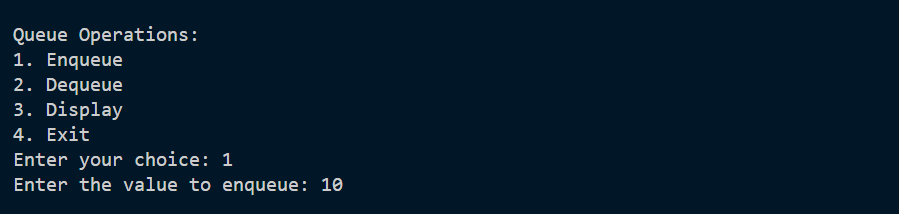 Queue Operations:
1. Enqueue
2. Dequeue
3. Display
4. Exit
Enter your choice: 1
Enter the value to enqueue: 10